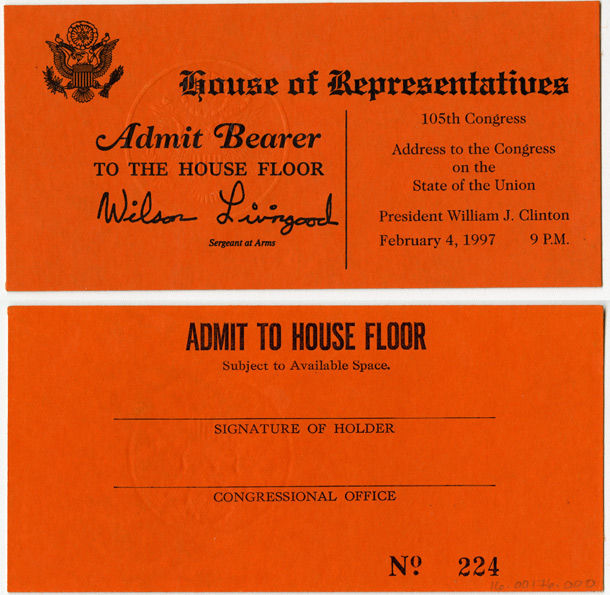 House of Representatives
Admit Bearer
TO THE HOUSE FLOOR
Wilson Livingood
Sergeant at Arms
105th Congress
Address to the Congress
on the
State of the Union
President William J. Clinton
February 4, 1997 9 P.M.
ADMIT TO HOUSE FLOOR
Subject to Available Space.
SIGNATURE OF HOLDER
CONGRESSIONAL OFFICE
Nº 224